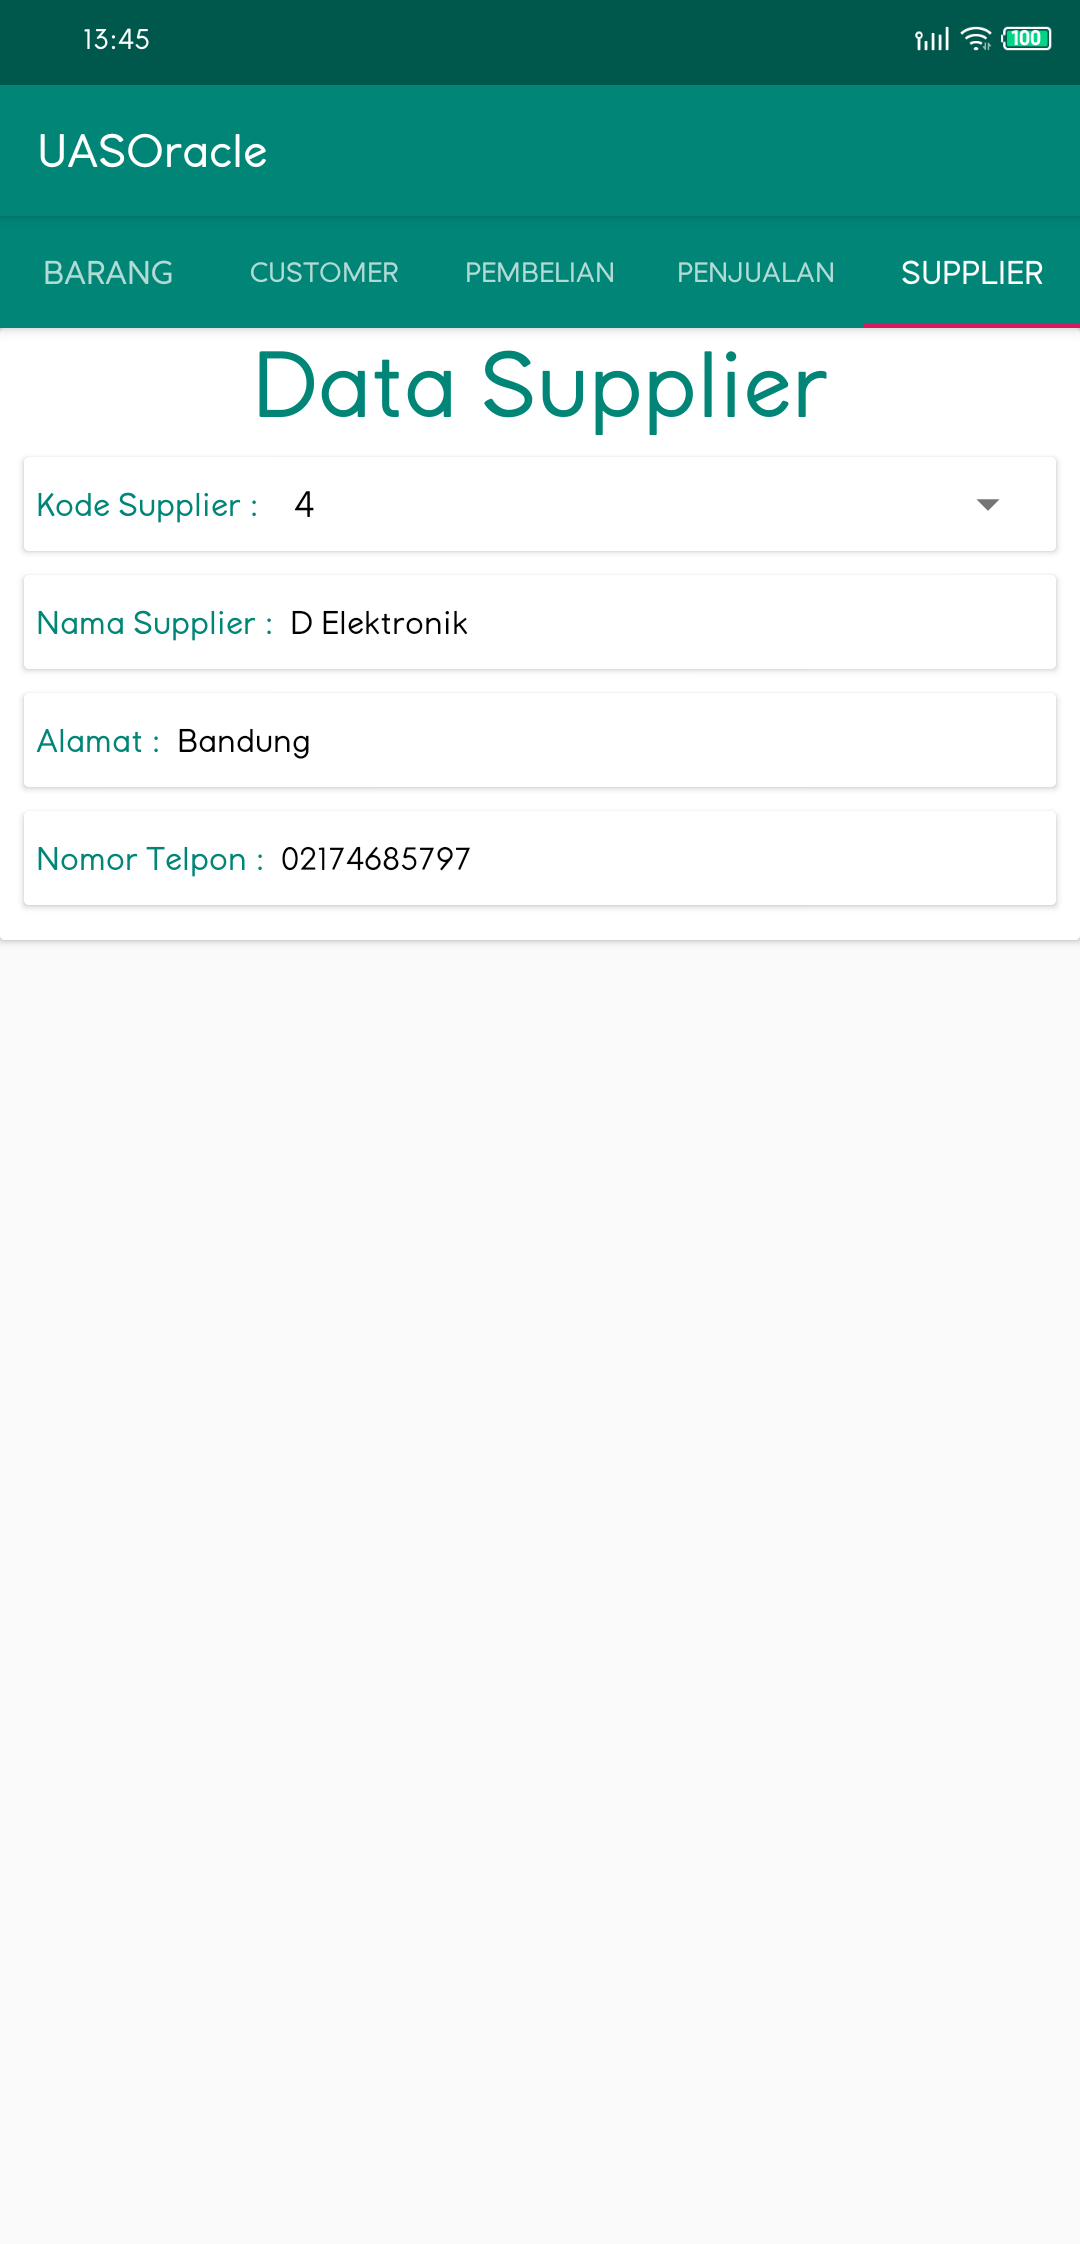 13:45
100
UASOracle
BARANG CUSTOMER PEMBELIAN PENJUALAN SUPPLIER
Data Supplier
Kode Supplier : 4
Nama Supplier : D Elektronik
Alamat : Bandung
Nomor Telpon : 02174685797